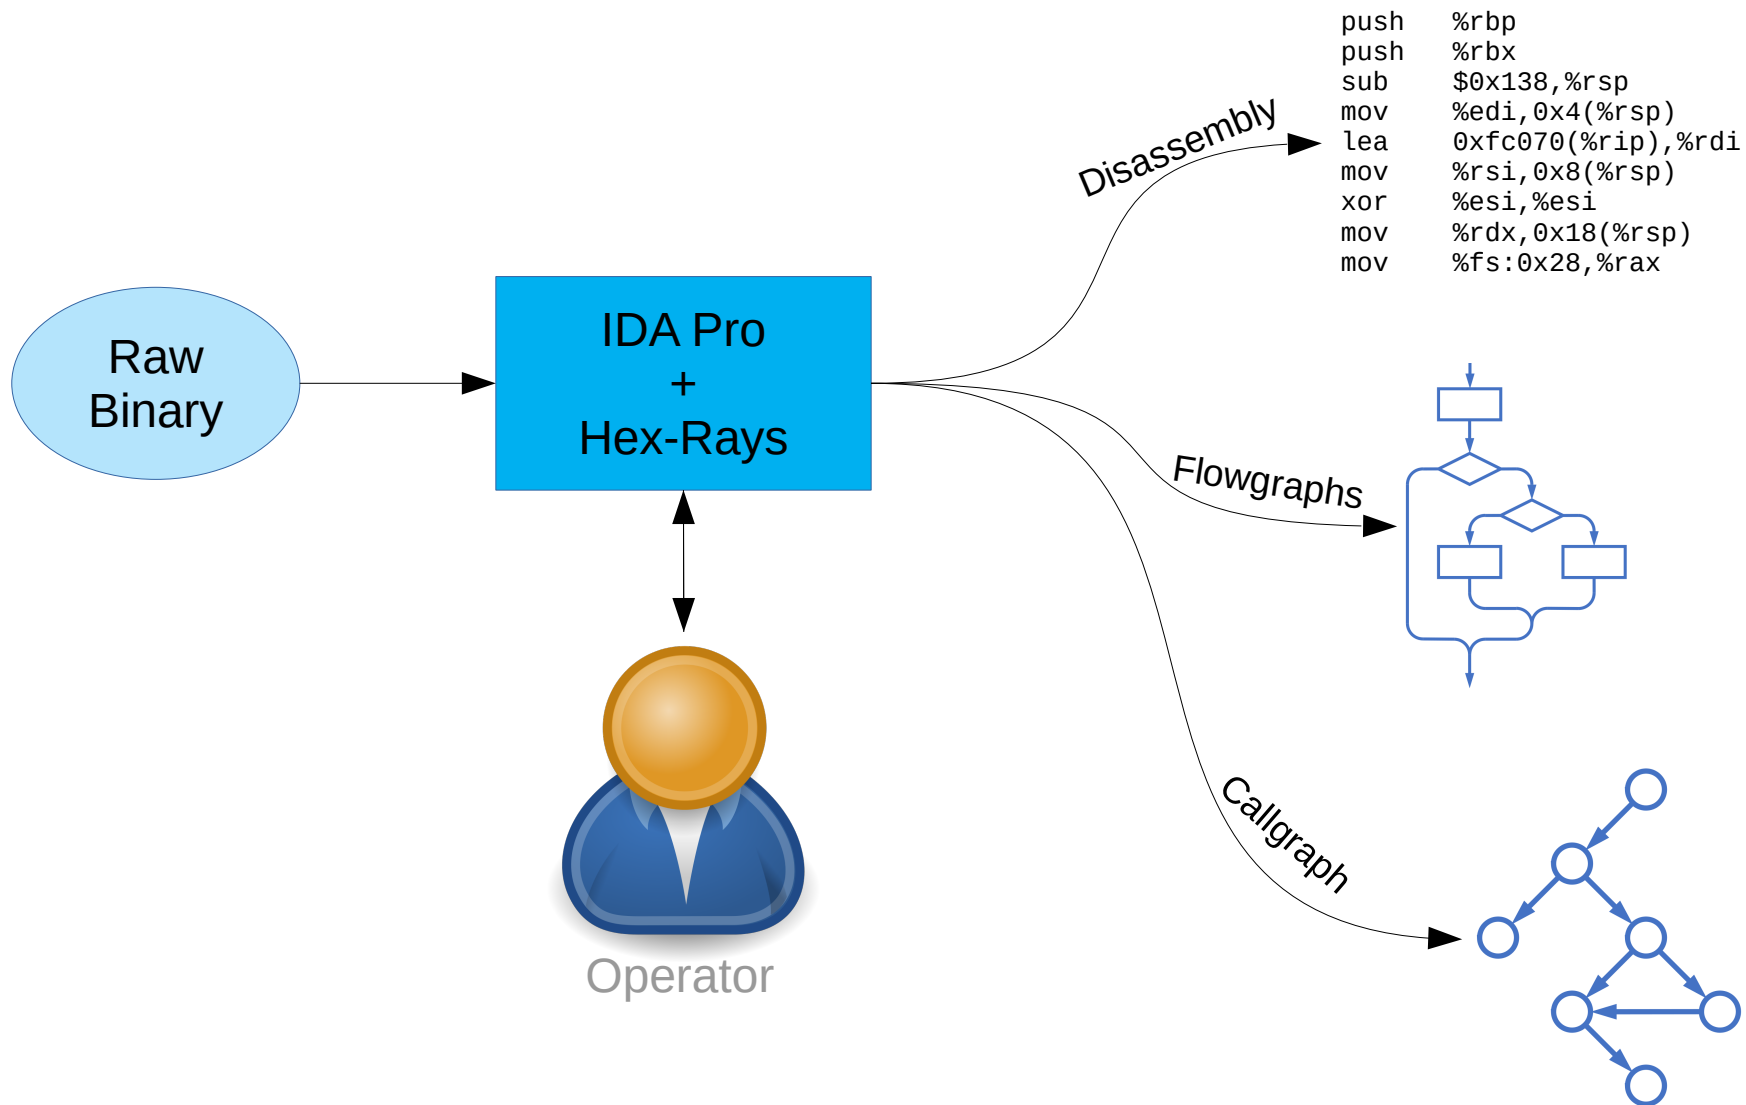 Raw
Binary
IDA Pro
+
Hex-Rays
Operator
Disassembly
push %rbp
push %rbx
sub $0x138,%rsp
mov %edi,0x4(%rsp)
lea 0xfc070(%rip),%rdi
mov %rsi,0x8(%rsp)
xor %esi,%esi
mov %rdx,0x18(%rsp)
mov %fs:0x28,%rax
Flowgraphs
Callgraph